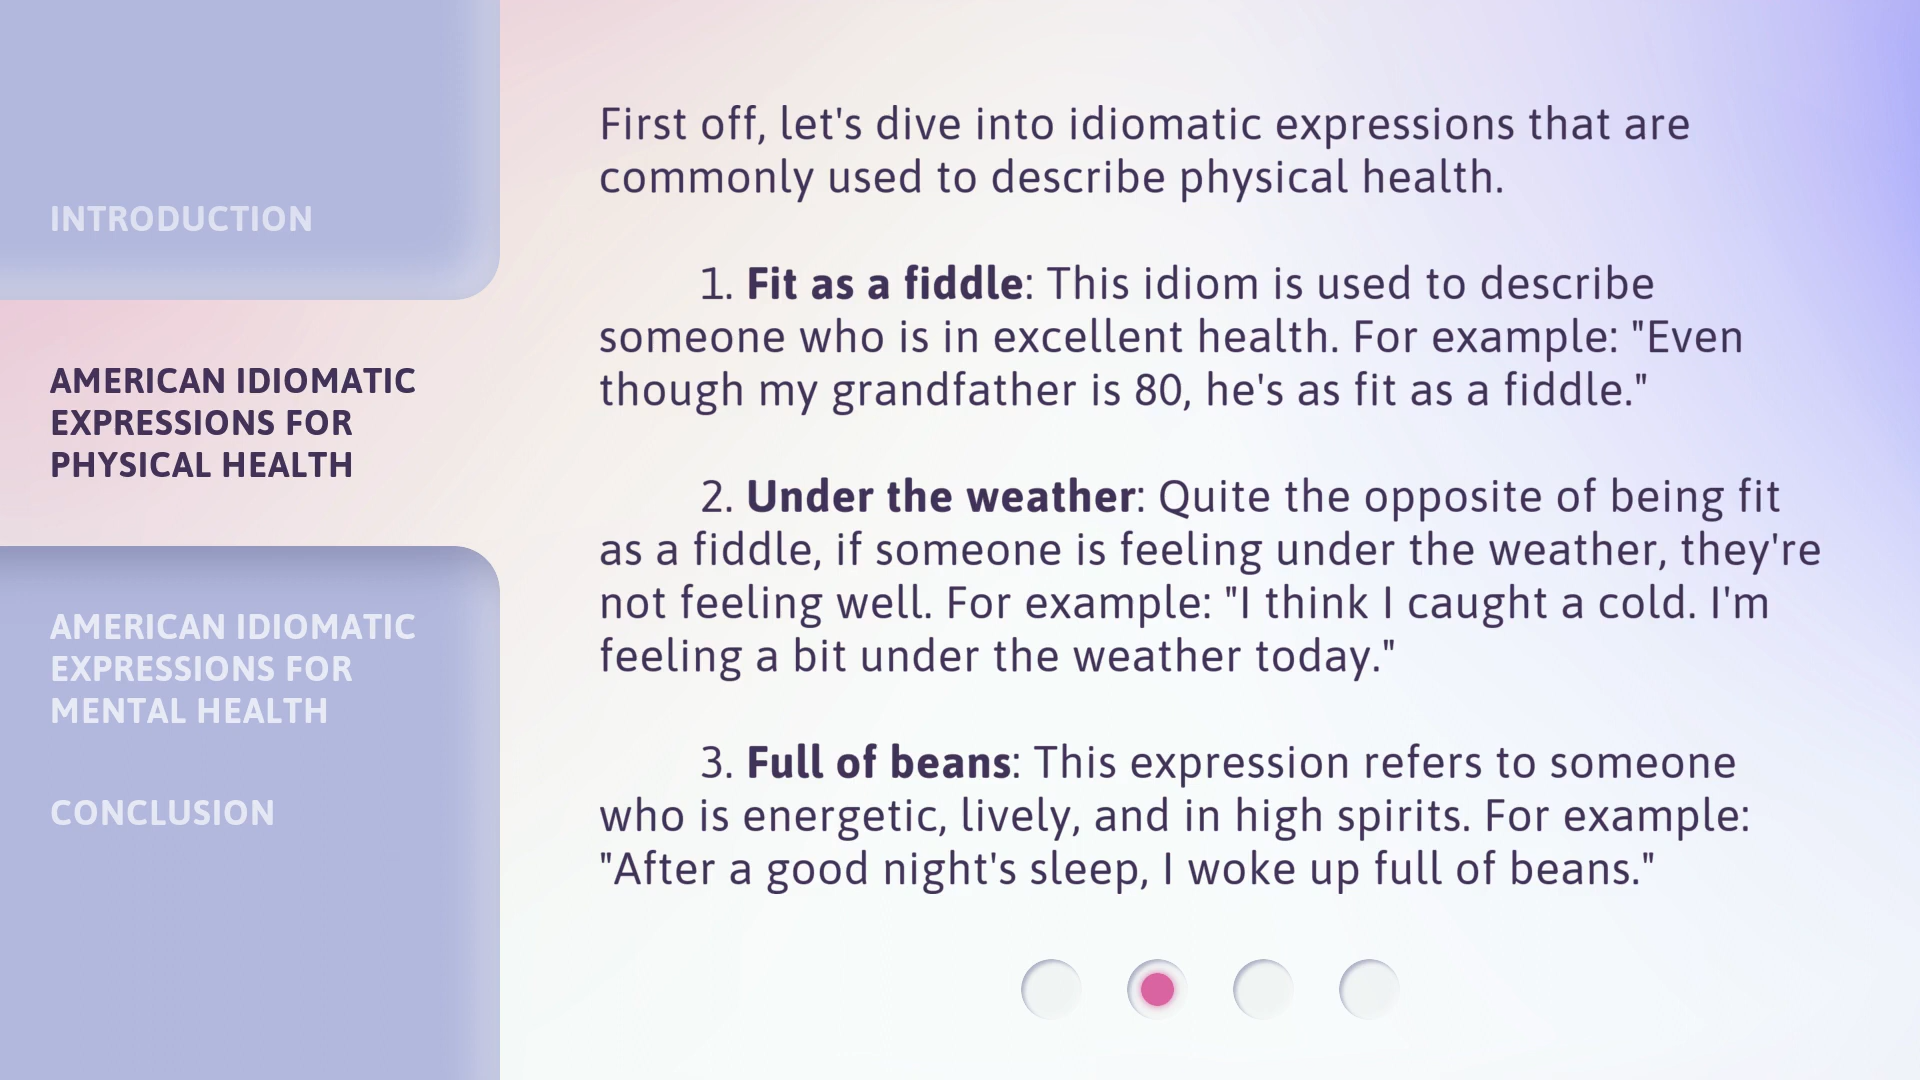 INTRODUCTION
AMERICAN IDIOMATIC
EXPRESSIONS FOR
PHYSICAL HEALTH
AMERICAN IDIOMATIC
EXPRESSIONS FOR
MENTAL HEALTH
CONCLUSION
First off, let's dive into idiomatic expressions that are
commonly used to describe physical health.
1. Fit as a fiddle: This idiom is used to describe
someone who is in excellent health. For example: "Even
though my grandfather is 80, he's as fit as a fiddle."
2. Under the weather: Quite the opposite of being fit
as a fiddle, if someone is feeling under the weather, they're
not feeling well. For example: "I think I caught a cold. I'm
feeling a bit under the weather today."
3. Full of beans: This expression refers to someone
who is energetic, lively, and in high spirits. For example:
"After a good night's sleep, I woke up full of beans."